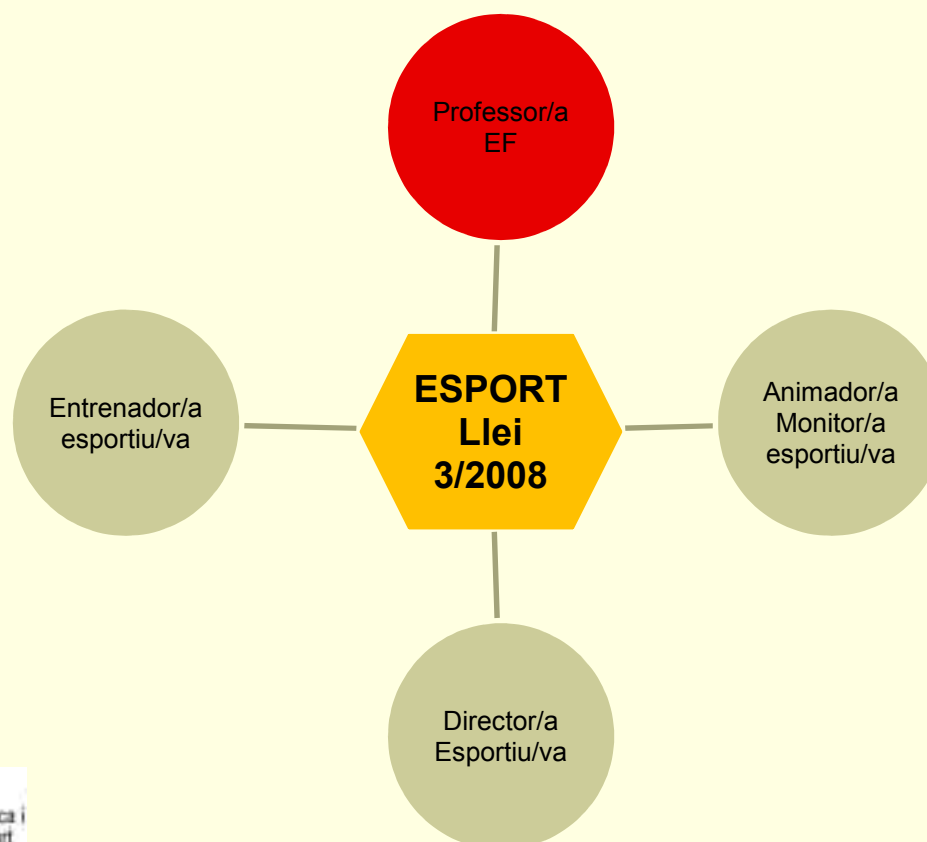 Professor/a
EF
Entrenador/a
esportiu/va
ESPORT
Llei
3/2008
Animador/a
Monitor/a
esportiu/va
Director/a
Esportiu/va